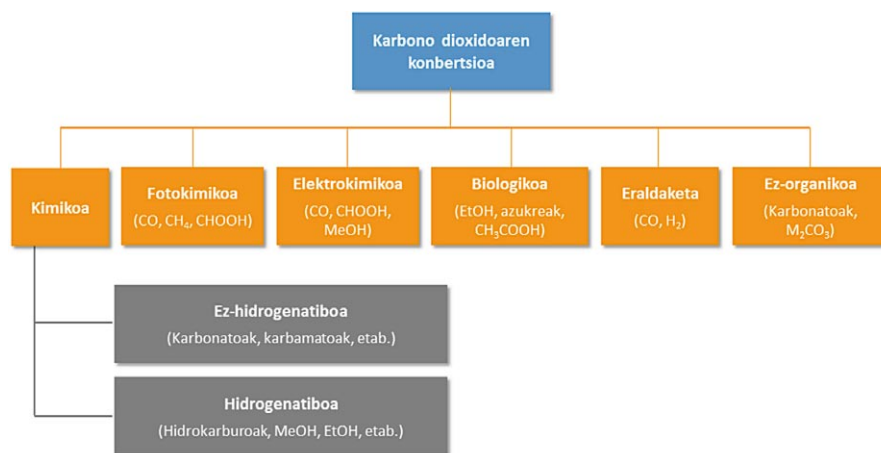 Karbono dioxidoaren
konbertsioa
Kimikoa
Fotokimikoa
(CO, CH₄, CHOOH)
Elektrokimikoa
(CO, CHOOH,
MeOH)
Biologikoa
(EtOH, azukreak,
CH₃COOH)
Eraldaketa
(CO, H₂)
Ez-organikoa
(Karbonatoak,
M₂CO₃)
Ez-hidrogenatiboa
(Karbonatoak, karbamatoak, etab.)
Hidrogenatiboa
(Hidrokarburoak, MeOH, EtOH, etab.)